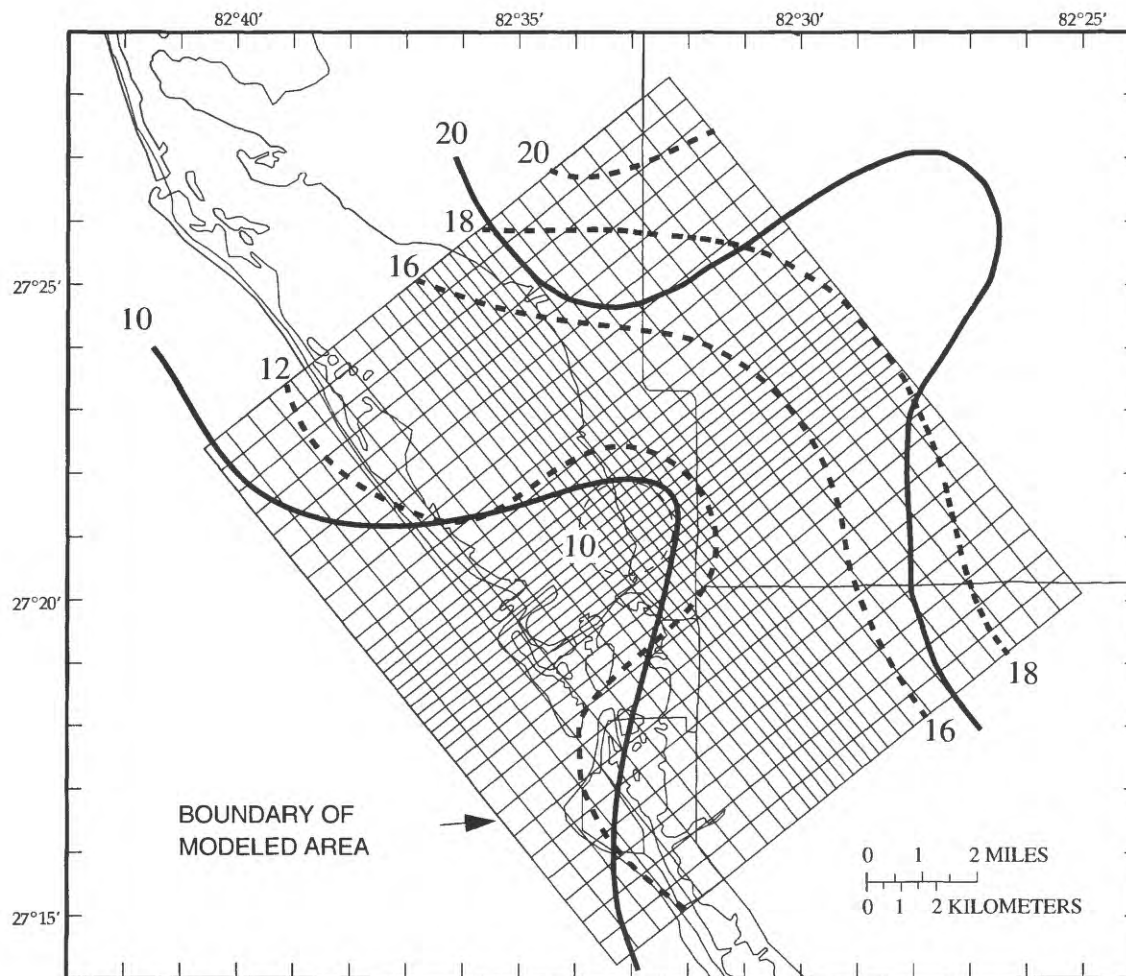 82°40′ 82°35′ 82°30′ 82°25′
20
20
18
16
27°25′
10
12
10
27°20′
18
16
BOUNDARY OF
MODELED AREA
0 1 2 MILES
0 1 2 KILOMETERS
27°15′